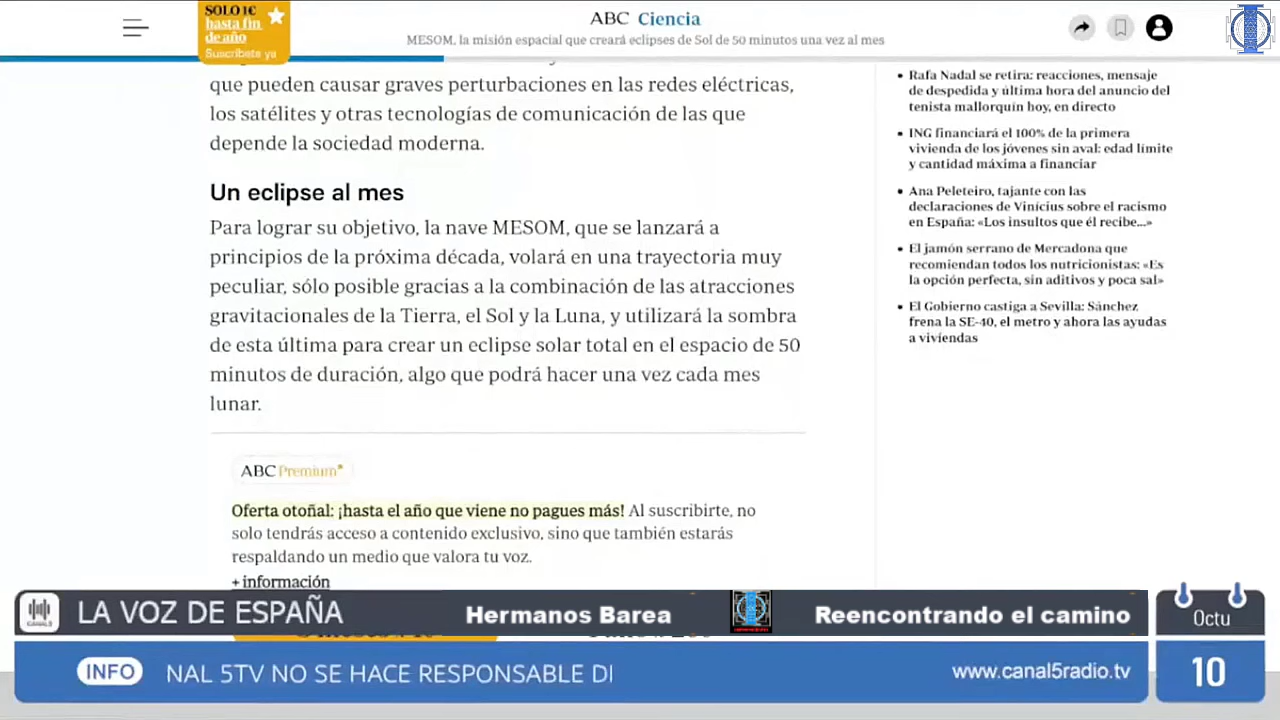 SOLO 1€
hasta fin
de año
Suscríbete ya
ABC Ciencia
MESOM, la misión espacial que creará eclipses de Sol de 50 minutos una vez al mes
que pueden causar graves perturbaciones en las redes eléctricas,
los satélites y otras tecnologías de comunicación de las que
depende la sociedad moderna.
Un eclipse al mes
Para lograr su objetivo, la nave MESOM, que se lanzará a
principios de la próxima década, volará en una trayectoria muy
peculiar, sólo posible gracias a la combinación de las atracciones
gravitacionales de la Tierra, el Sol y la Luna, y utilizará la sombra
de esta última para crear un eclipse solar total en el espacio de 50
minutos de duración, algo que podrá hacer una vez cada mes
lunar.
ABC Premium*
Oferta otoñal: ¡hasta el año que viene no pagues más! Al suscribirte, no
solo tendrás acceso a contenido exclusivo, sino que también estarás
respaldando un medio que valora tu voz.
+ información
• Rafa Nadal se retira: reacciones, mensaje
de despedida y última hora del anuncio del
tenista mallorquín hoy, en directo
• ING financiará el 100% de la primera
vivienda de los jóvenes sin aval: edad límite
y cantidad máxima a financiar
• Ana Peleteiro, tajante con las
declaraciones de Vinícius sobre el racismo
en España: «Los insultos que él recibe...»
• El jamón serrano de Mercadona que
recomiendan todos los nutricionistas: «Es
la opción perfecta, sin aditivos y poca sal»
• El Gobierno castiga a Sevilla: Sánchez
frena la SE-40, el metro y ahora las ayudas
a viviendas
LA VOZ DE ESPAÑA
Hermanos Barea
Reencontrando el camino
Octu
10
INFO
NAL 5TV NO SE HACE RESPONSABLE DI
www.canal5radio.tv